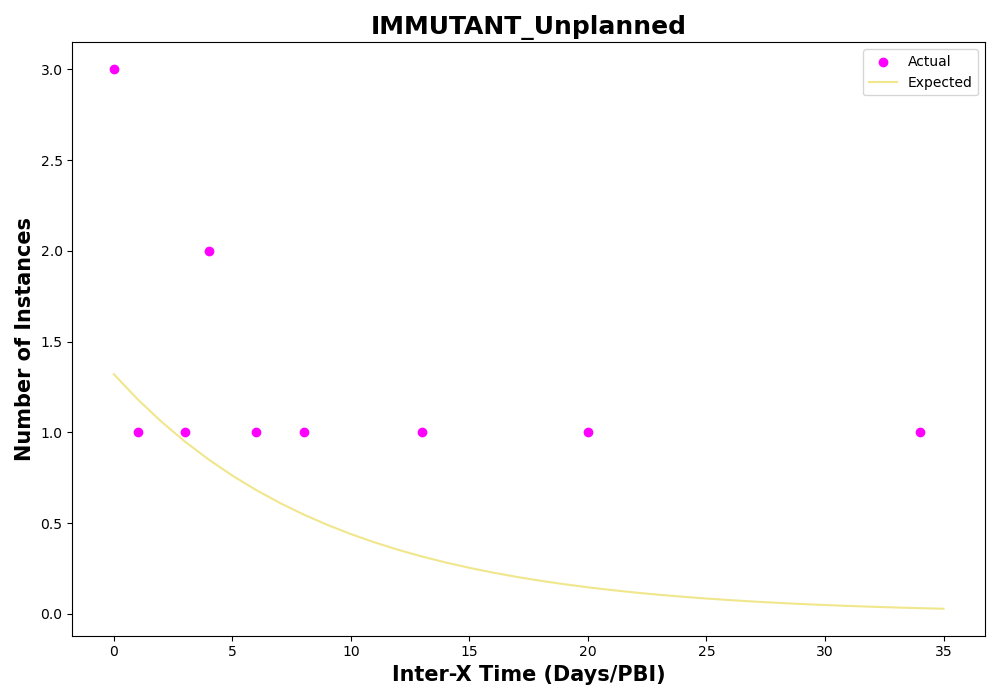 IMMUTANT_Unplanned
Actual
Expected
Number of Instances
3.0
2.5
2.0
1.5
1.0
0.5
0.0
0 5 10 15 20 25 30 35
Inter-X Time (Days/PBI)